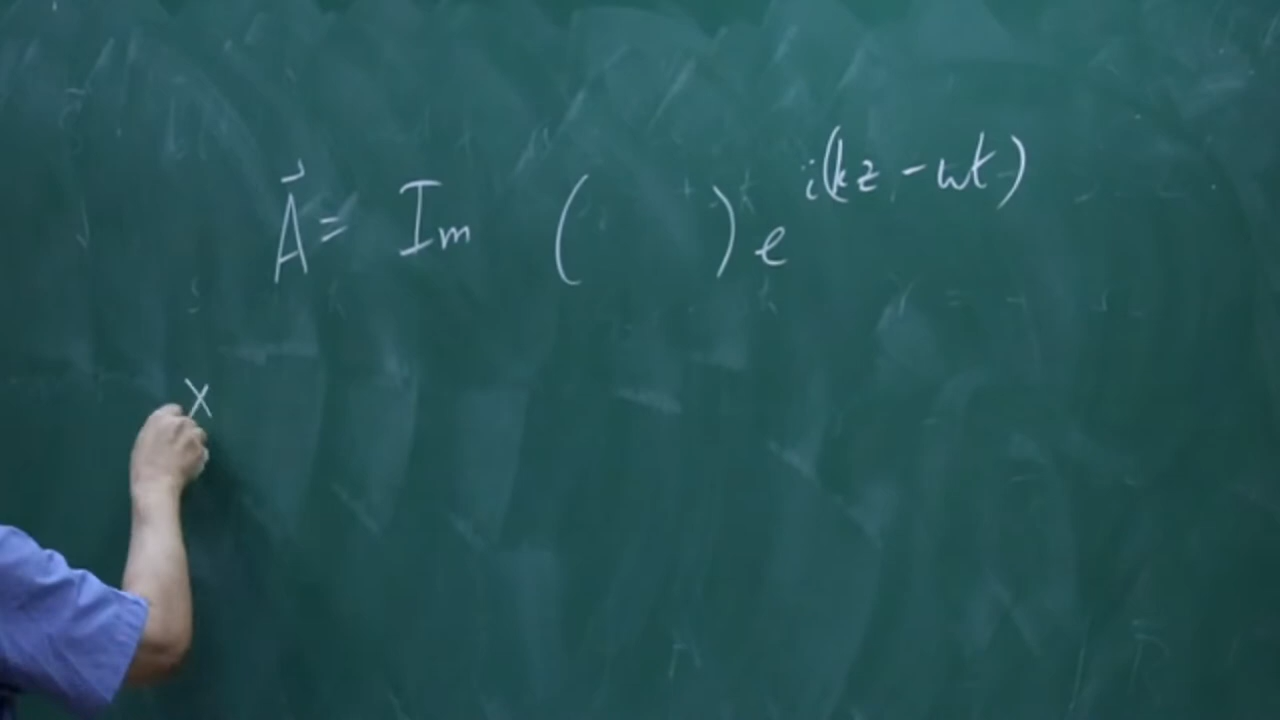 A⃗ = Im (     ) e^{i(kz - ωt)}
x